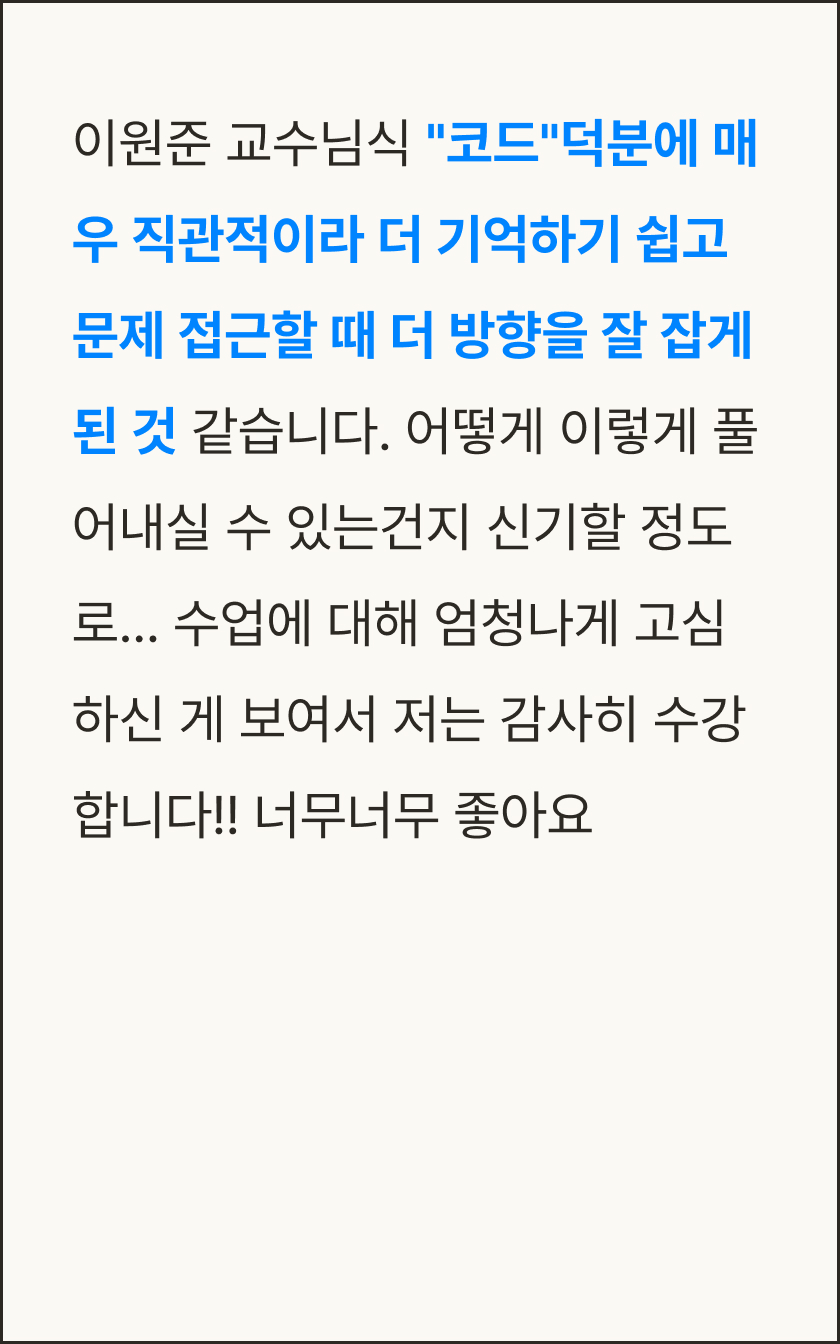 이원준 교수님식 "코드"덕분에 매
우 직관적이라 더 기억하기 쉽고
문제 접근할 때 더 방향을 잘 잡게
된 것 같습니다. 어떻게 이렇게 풀
어내실 수 있는건지 신기할 정도
로... 수업에 대해 엄청나게 고심
하신 게 보여서 저는 감사히 수강
합니다!! 너무너무 좋아요